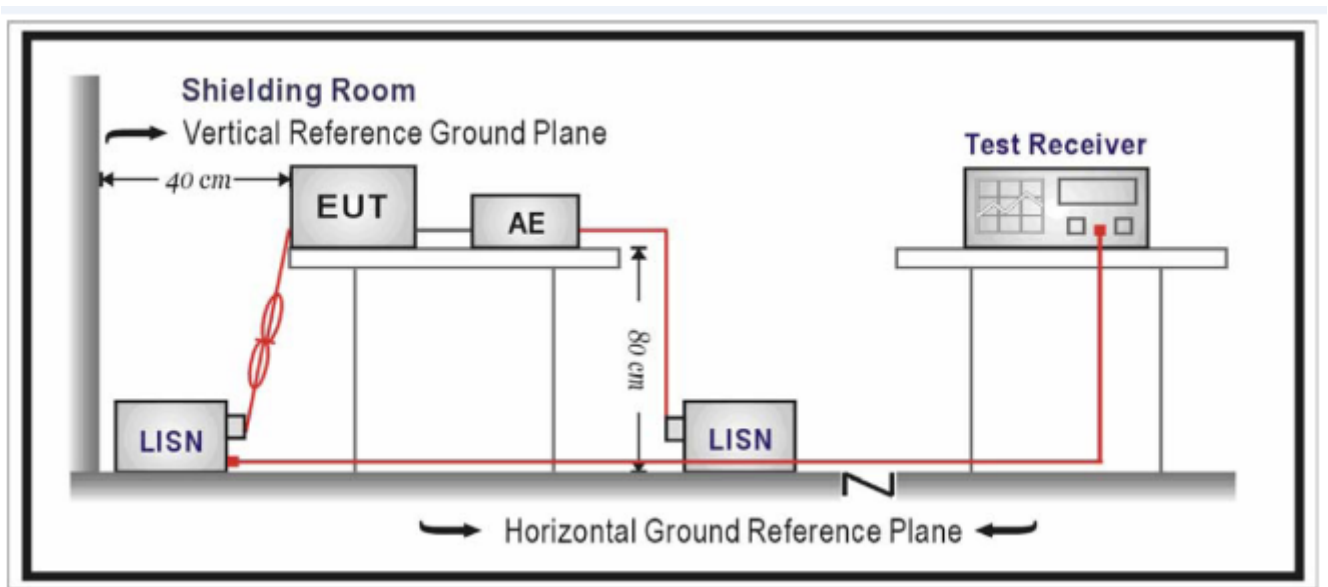 Shielding Room
Vertical Reference Ground Plane
Test Receiver
40 cm
EUT
AE
80 cm
LISN
LISN
Horizontal Ground Reference Plane